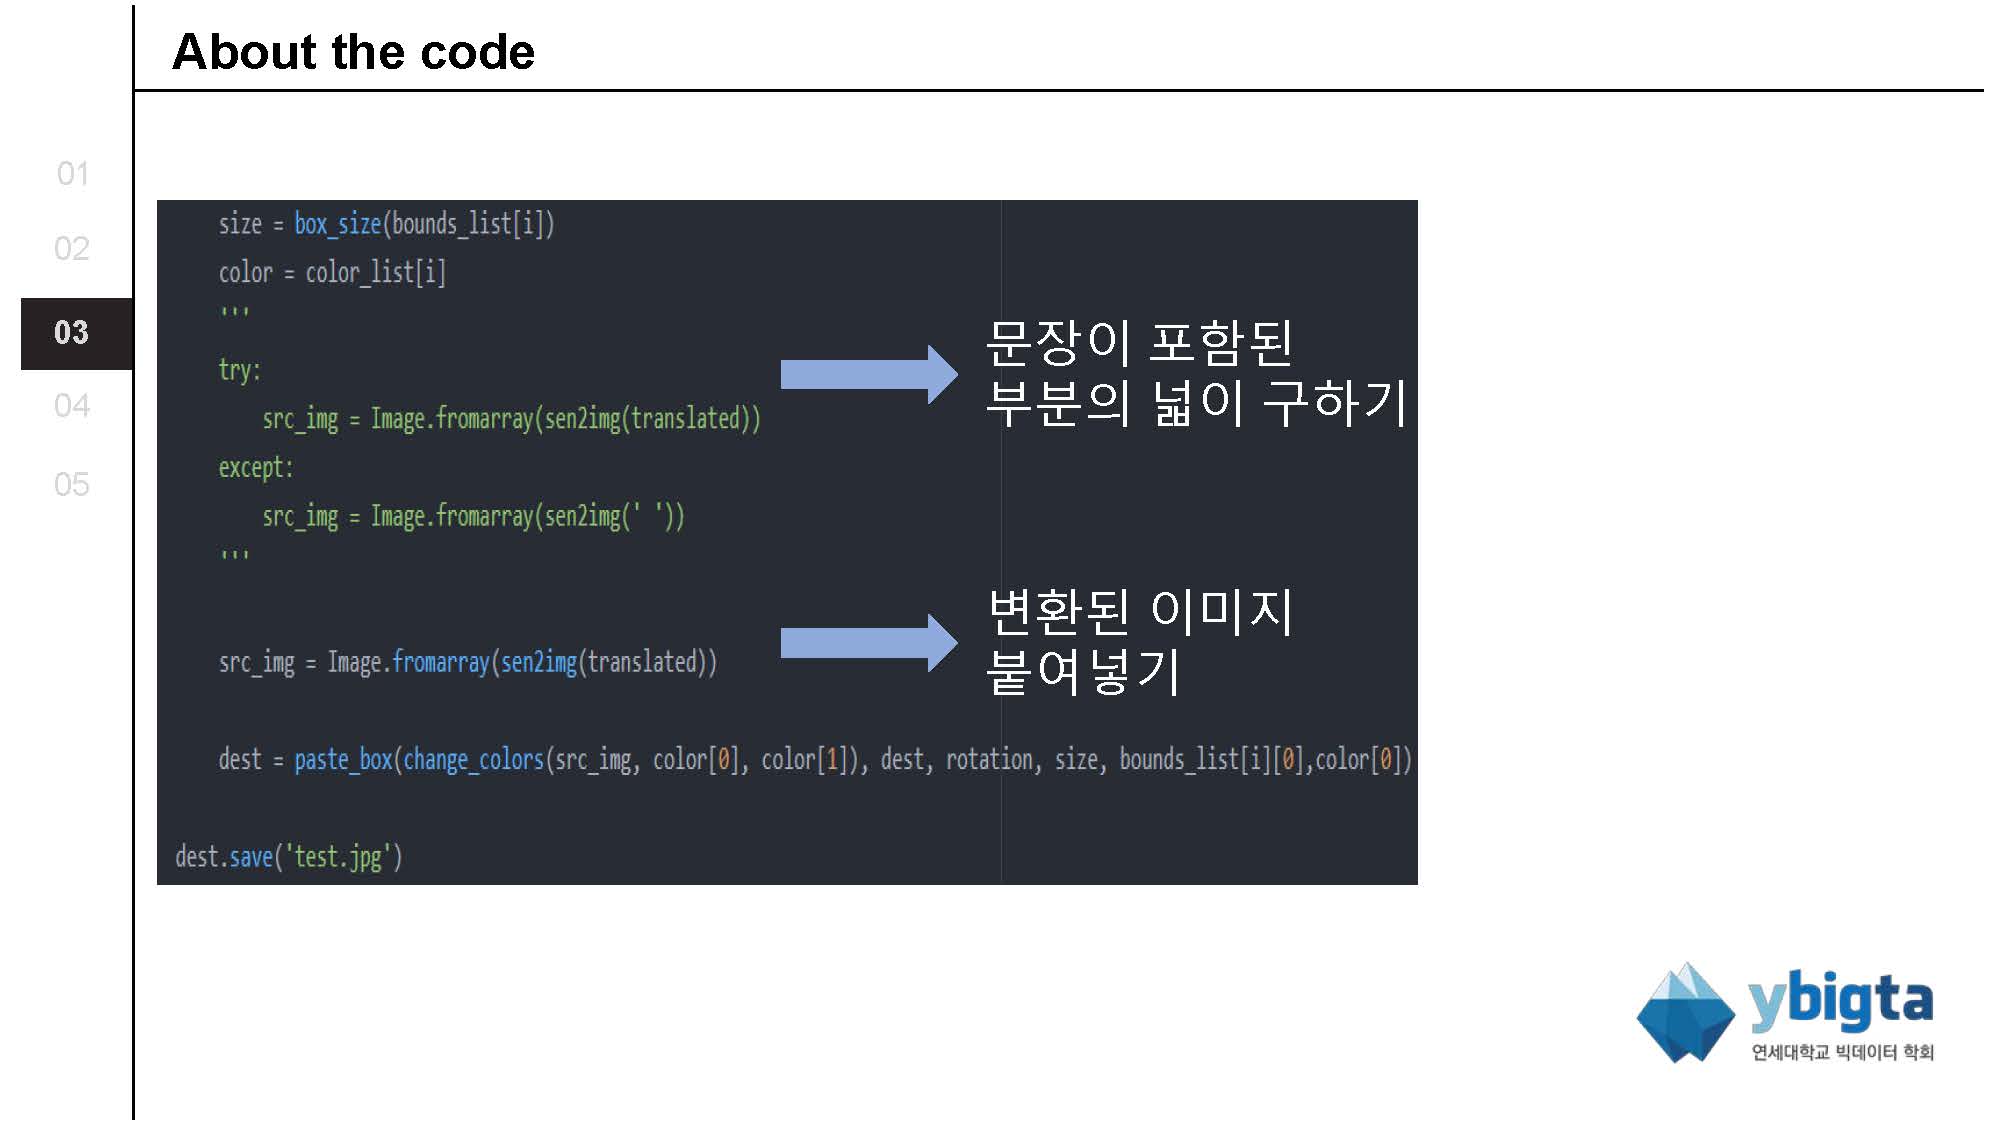 About the code
01
02
03
04
05
size = box_size(bounds_list[i])
color = color_list[i]
'''
try:
src_img = Image.fromarray(sen2img(translated))
except:
src_img = Image.fromarray(sen2img(' '))
'''
src_img = Image.fromarray(sen2img(translated))
dest = paste_box(change_colors(src_img, color[0], color[1]), dest, rotation, size, bounds_list[i][0],color[0])
dest.save('test.jpg')
문장이 포함된
부분의 넓이 구하기
변환된 이미지
붙여넣기
ybigta
연세대학교 빅데이터 학회